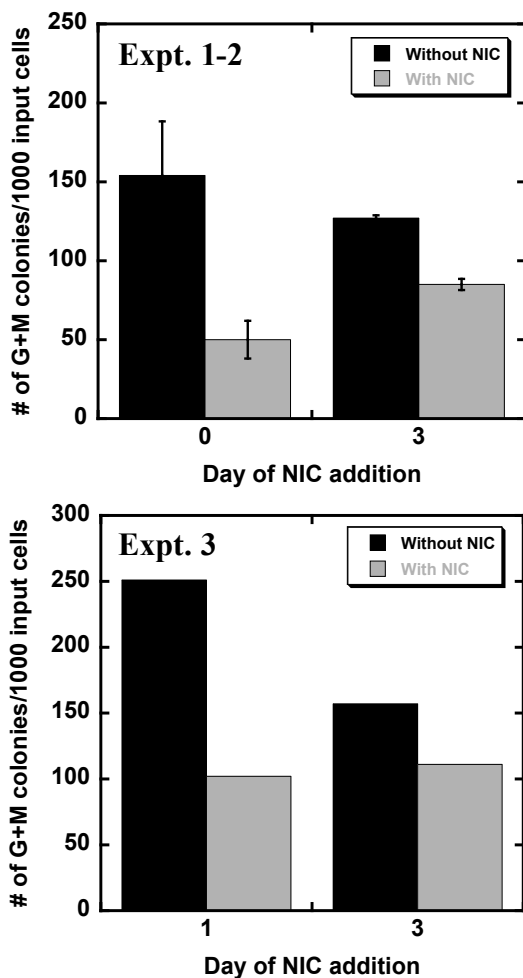 # of G+M colonies/1000 input cells
250
200
150
100
50
0
Expt. 1-2
Without NIC
With NIC
0
3
Day of NIC addition
# of G+M colonies/1000 input cells
300
250
200
150
100
50
0
Expt. 3
Without NIC
With NIC
1
3
Day of NIC addition